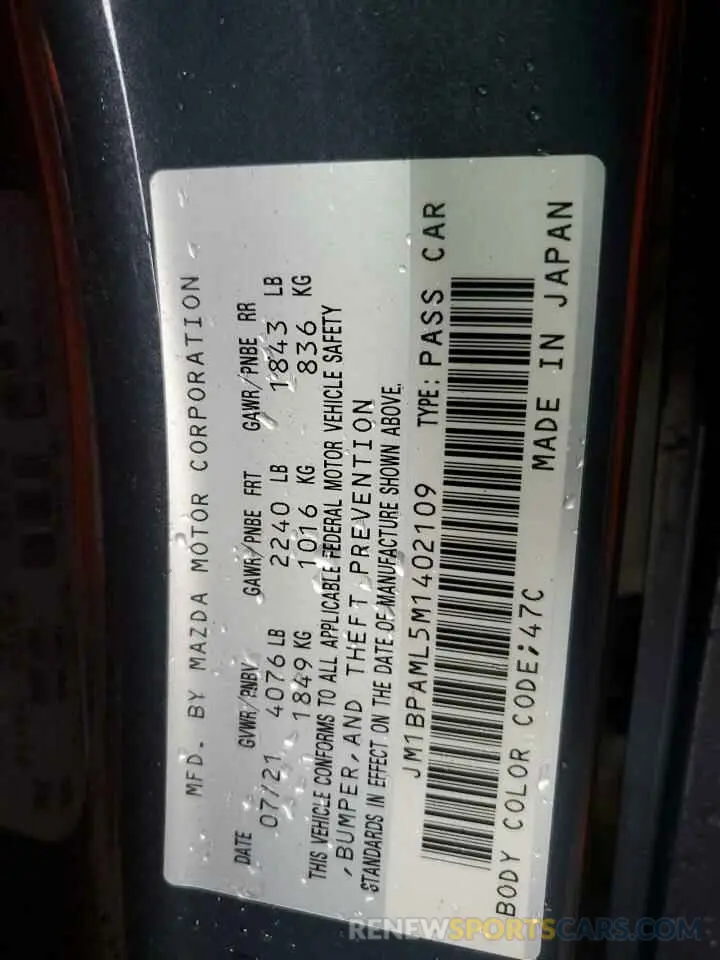 MFD. BY MAZDA MOTOR CORPORATION
DATE GVWR/PNBV GAWR/PNBE FRT GAWR/PNBE RR
07/21 4076 LB 2240 LB 1843 LB
1849 KG 1016 KG 836 KG
THIS VEHICLE CONFORMS TO ALL APPLICABLE FEDERAL MOTOR VEHICLE SAFETY
, BUMPER, AND THEFT PREVENTION
STANDARDS IN EFFECT ON THE DATE OF MANUFACTURE SHOWN ABOVE.
JM1BPAML5M1402109 TYPE: PASS CAR
BODY COLOR CODE;47C MADE IN JAPAN
RENEWSPORTSCARS.COM